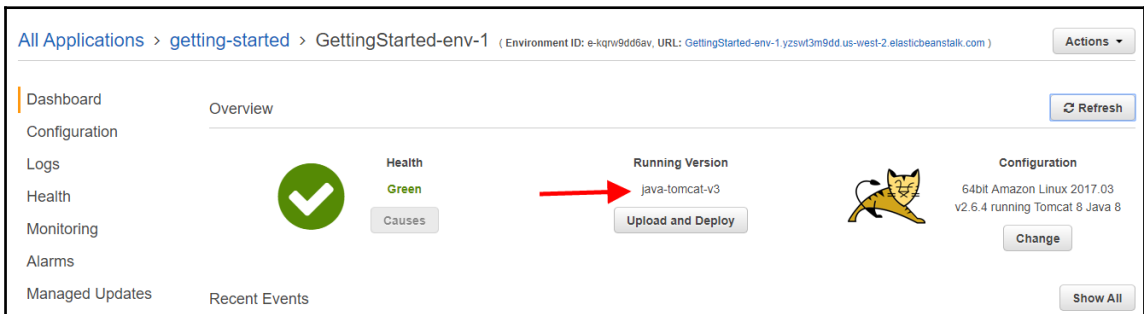 All Applications > getting-started > GettingStarted-env-1 ( Environment ID: e-kqrw9dd6av, URL: GettingStarted-env-1.yzswt3m9dd.us-west-2.elasticbeanstalk.com )
Actions
Dashboard
Configuration
Logs
Health
Monitoring
Alarms
Managed Updates
Overview
Refresh
Health
Green
Causes
Running Version
java-tomcat-v3
Upload and Deploy
Configuration
64bit Amazon Linux 2017.03
v2.6.4 running Tomcat 8 Java 8
Change
Recent Events
Show All